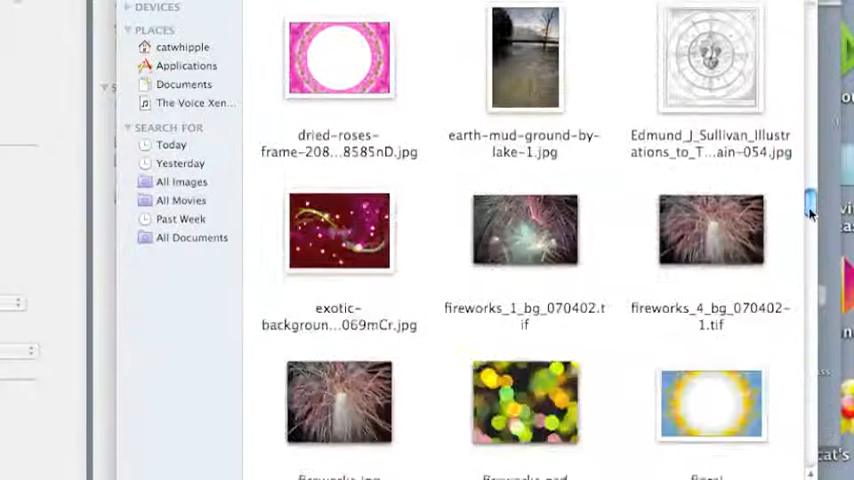 DEVICES
PLACES
catwhipple
Applications
Documents
The Voice Xen...
SEARCH FOR
Today
Yesterday
All Images
All Movies
Past Week
All Documents
dried-roses-
frame-208...8585nD.jpg
earth-mud-ground-by-
lake-1.jpg
Edmund_J_Sullivan_Illustr
ations_to_T...ain-054.jpg
exotic-
backgroun...069mCr.jpg
fireworks_1_bg_070402.t
if
fireworks_4_bg_070402-
1.tif
cat's